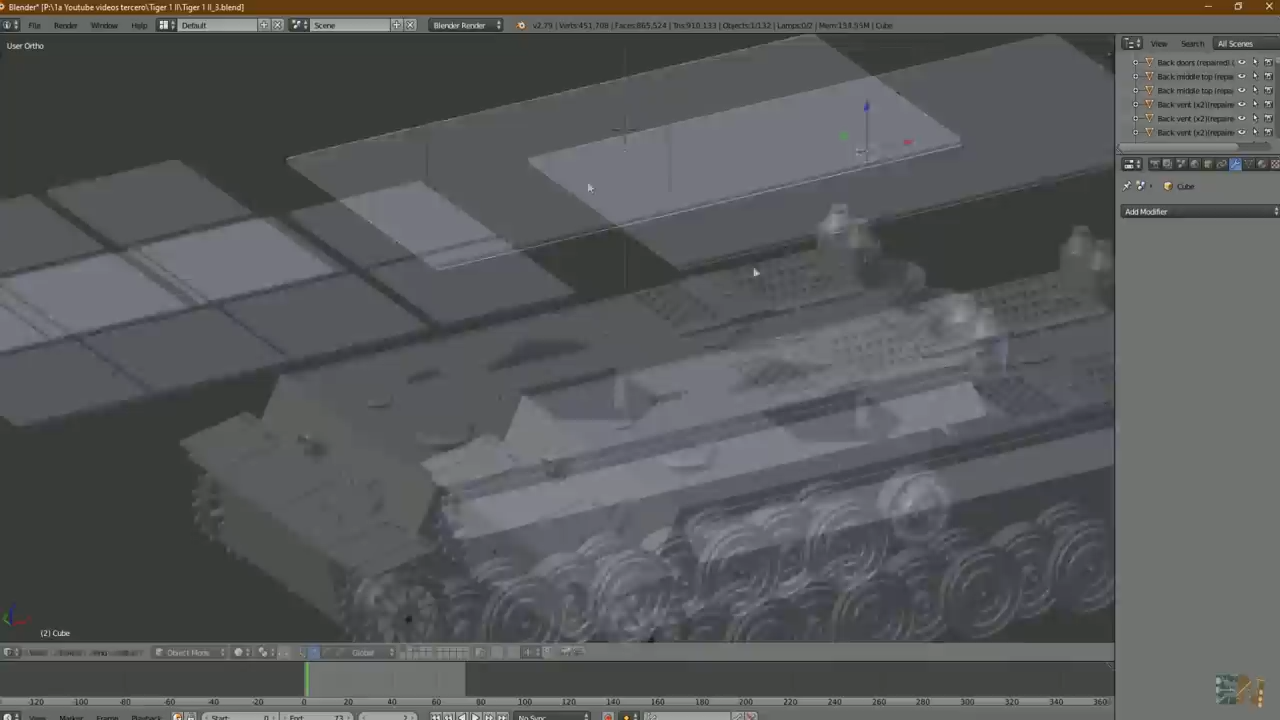 Blender* [P:\1a Youtube videos tercero\Tiger 1 II\Tiger 1 II_3.blend]
File Render Window Help Default Scene Blender Render v2.79 | Verts:451,708 | Faces:865,524 | Tris:910,133 | Objects:1/132 | Lamps:0/2 | Mem:154.55M | Cube
User Ortho
View Search All Scenes
Back doors (repaired)
Back middle top (repa
Back middle top (repa
Back vent (x2)(repaire
Back vent (x2)(repaire
Back vent (x2)(repaire
Cube
Add Modifier
(2) Cube
Object Mode Global
-120 -100 -80 -60 -40 -20 0 20 40 60 80 100 120 140 160 180 200 220 240 260 280 300 320 340 360
View Marker Frame Playback Start: 0 End: 73 2 No Sync